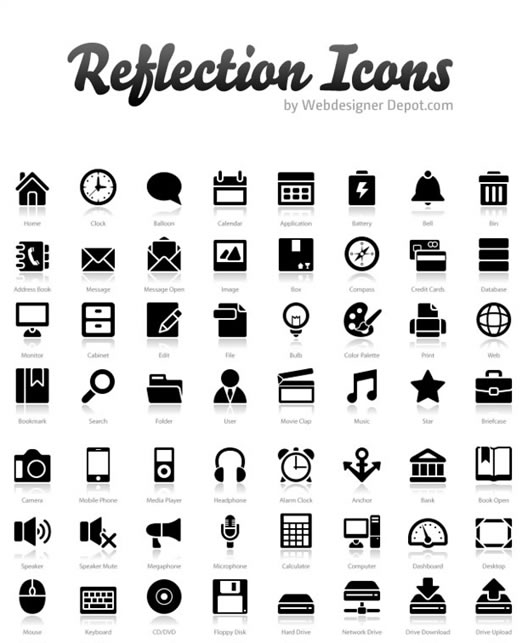 Reflection Icons
by Webdesigner Depot.com
Home Clock Balloon Calendar Application Battery Bell Bin
Address Book Message Message Open Image Box Compass Credit Cards Database
Monitor Cabinet Edit File Bulb Color Palette Print Web
Bookmark Search Folder User Movie Clap Music Star Briefcase
Camera Mobile Phone Media Player Headphone Alarm Clock Anchor Bank Book Open
Speaker Speaker Mute Megaphone Microphone Calculator Computer Dashboard Desktop
Mouse Keyboard CD/DVD Floppy Disk Hard Drive Network Drive Drive Download Drive Upload